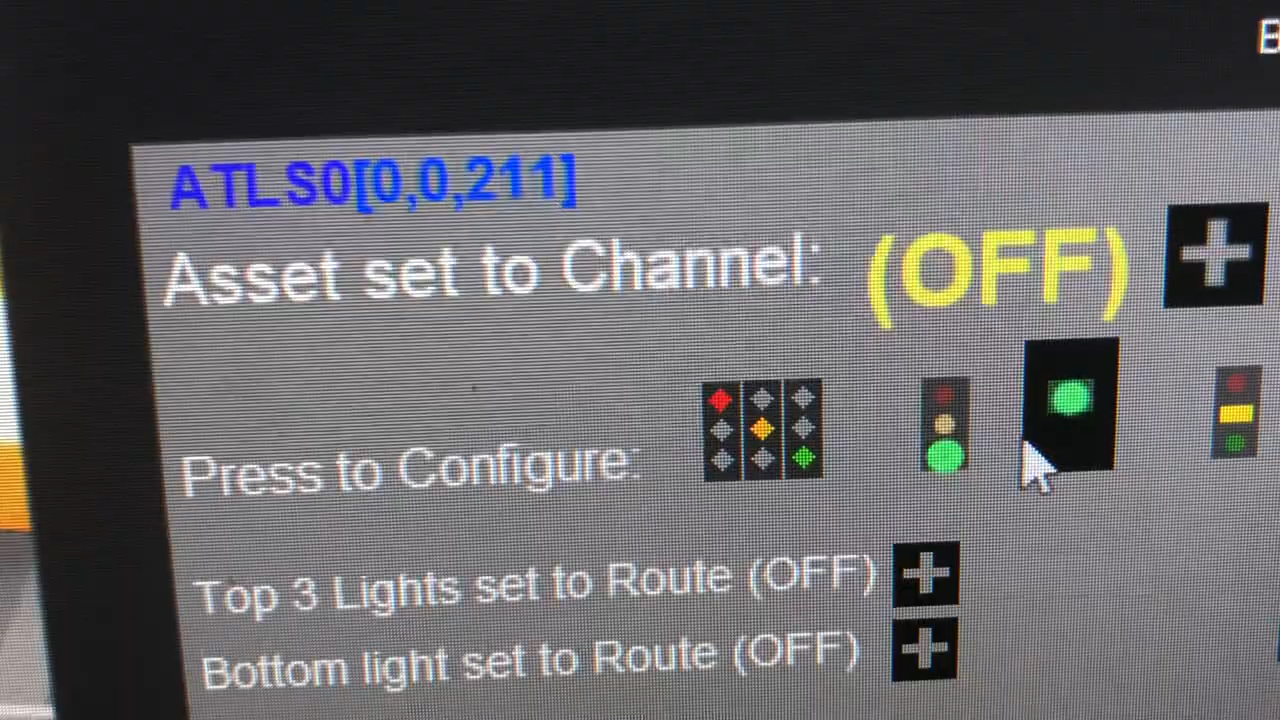 ATLS0[0,0,211]
Asset set to Channel: (OFF)
Press to Configure:
Top 3 Lights set to Route (OFF)
Bottom light set to Route (OFF)